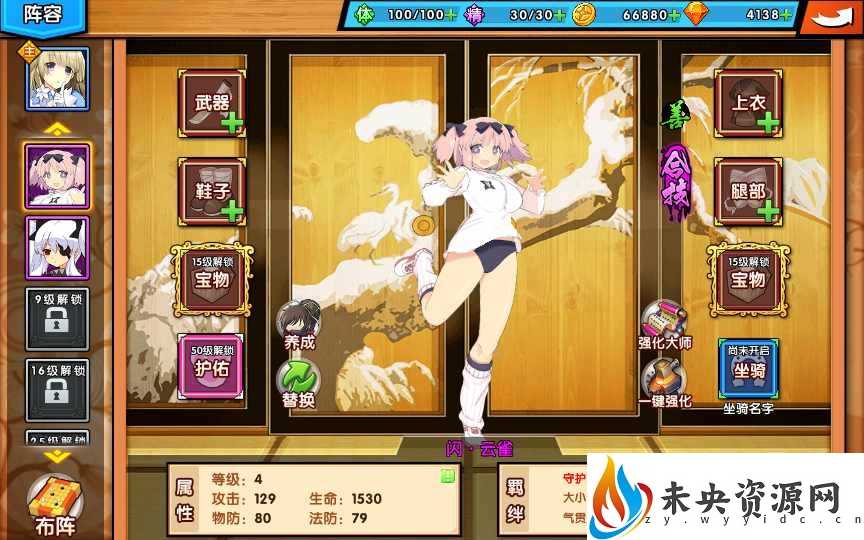 阵容
体 100/100+
精 30/30+
66880+
4138+
主
9级解锁
16级解锁
25级解锁
布阵
武器
鞋子
15级解锁
宝物
50级解锁
护佑
养成
替换
善
合技
上衣
腿部
15级解锁
宝物
强化大师
一键强化
尚未开启
坐骑
坐骑名字
闪·云雀
属性
等级：4
攻击：129 生命：1530
物防：80 法防：79
羁绊
守护
大小
气贯
未央资源网
zy.wyyidc.cn